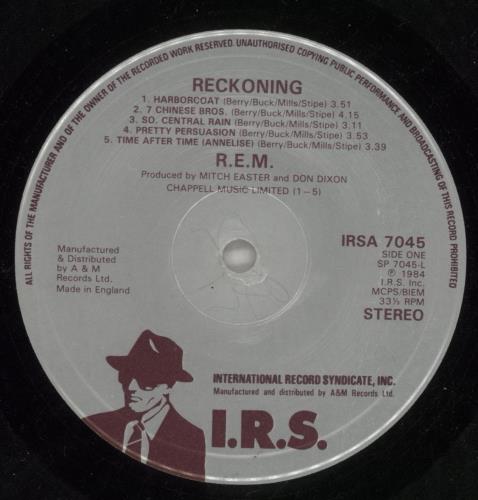 ALL RIGHTS OF THE MANUFACTURER AND OF THE OWNER OF THE RECORDED WORK RESERVED. UNAUTHORISED COPYING PUBLIC PERFORMANCE AND BROADCASTING OF THIS RECORD PROHIBITED
RECKONING
1. HARBORCOAT (Berry/Buck/Mills/Stipe) 3.51
2. 7 CHINESE BROS. (Berry/Buck/Mills/Stipe) 4.15
3. SO. CENTRAL RAIN (Berry/Buck/Mills/Stipe) 3.11
4. PRETTY PERSUASION (Berry/Buck/Mills/Stipe) 3.53
5. TIME AFTER TIME (ANNELISE) (Berry/Buck/Mills/Stipe) 3.39
R.E.M.
Produced by MITCH EASTER and DON DIXON
CHAPPELL MUSIC LIMITED (1—5)
Manufactured
& Distributed
by A & M
Records Ltd.
Made in England
IRSA 7045
SIDE ONE
SP 7045-L
℗ 1984
I.R.S. Inc.
MCPS/BIEM
33⅓ RPM
STEREO
INTERNATIONAL RECORD SYNDICATE, INC.
Manufactured and distributed by A&M Records Ltd.
I.R.S.